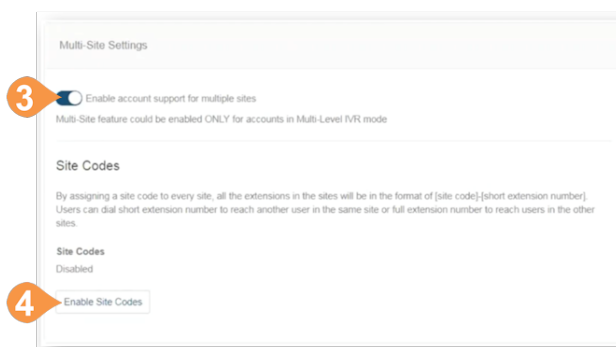 Multi-Site Settings
3
Enable account support for multiple sites
Multi-Site feature could be enabled ONLY for accounts in Multi-Level IVR mode
Site Codes
By assigning a site code to every site, all the extensions in the sites will be in the format of [site code]-[short extension number].
Users can dial short extension number to reach another user in the same site or full extension number to reach users in the other
sites.
Site Codes
Disabled
4
Enable Site Codes